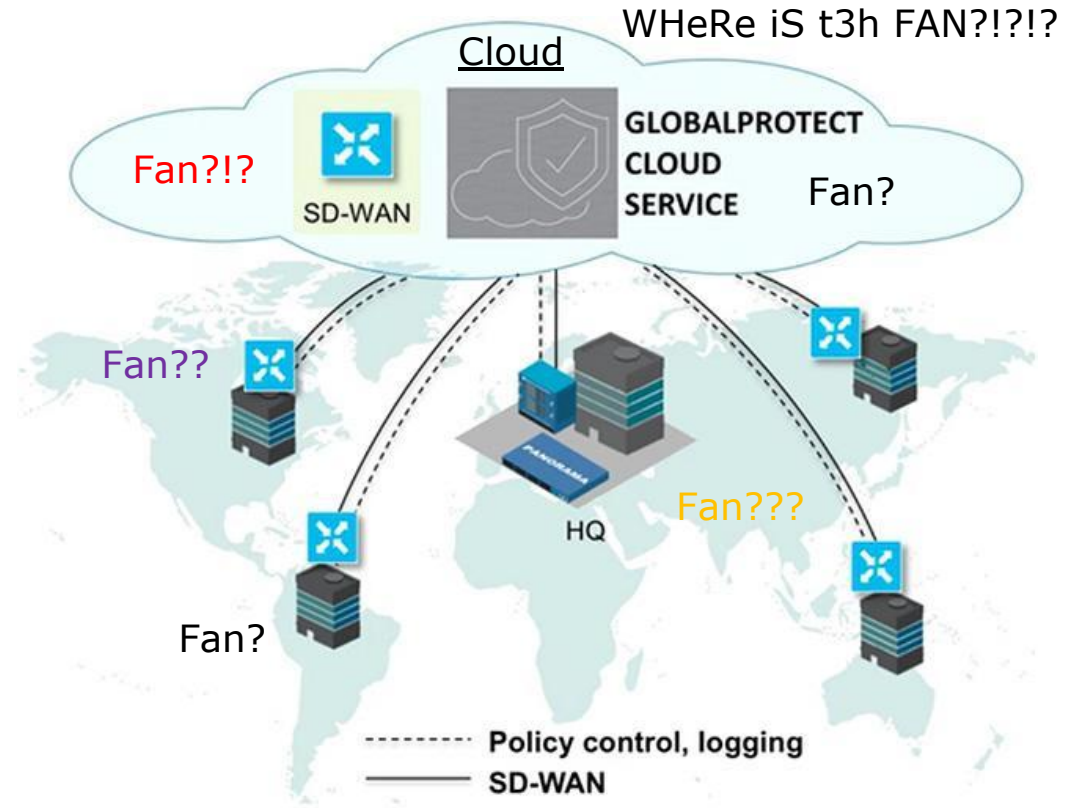 WHeRe iS t3h FAN?!?!?
Cloud
GLOBALPROTECT
CLOUD
SERVICE
Fan?!?
SD-WAN
Fan?
Fan??
PANORAMA
Fan???
HQ
Fan?
Policy control, logging
SD-WAN